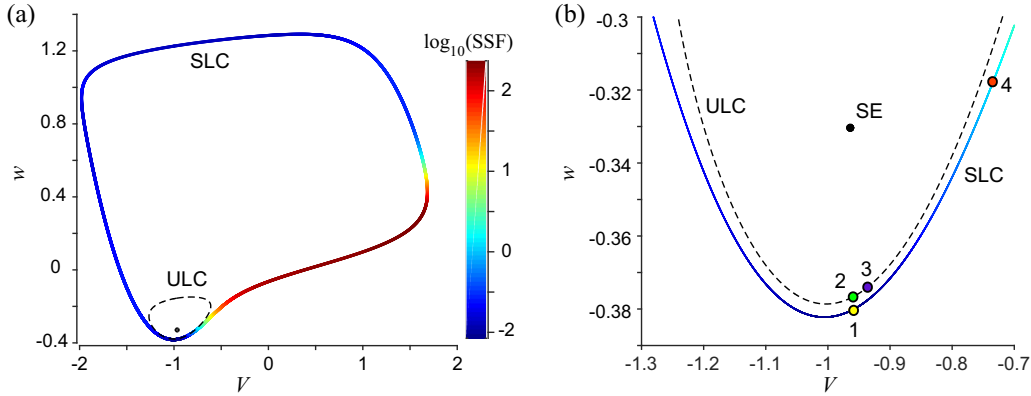 (a)
w
1.2
0.8
0.4
0
-0.4
-2
-1
0
1
2
V
SLC
ULC
log10(SSF)
2
1
0
-1
-2
(b)
w
-0.3
-0.32
-0.34
-0.36
-0.38
-1.3
-1.2
-1.1
-1
-0.9
-0.8
-0.7
V
ULC
SE
4
SLC
2
3
1